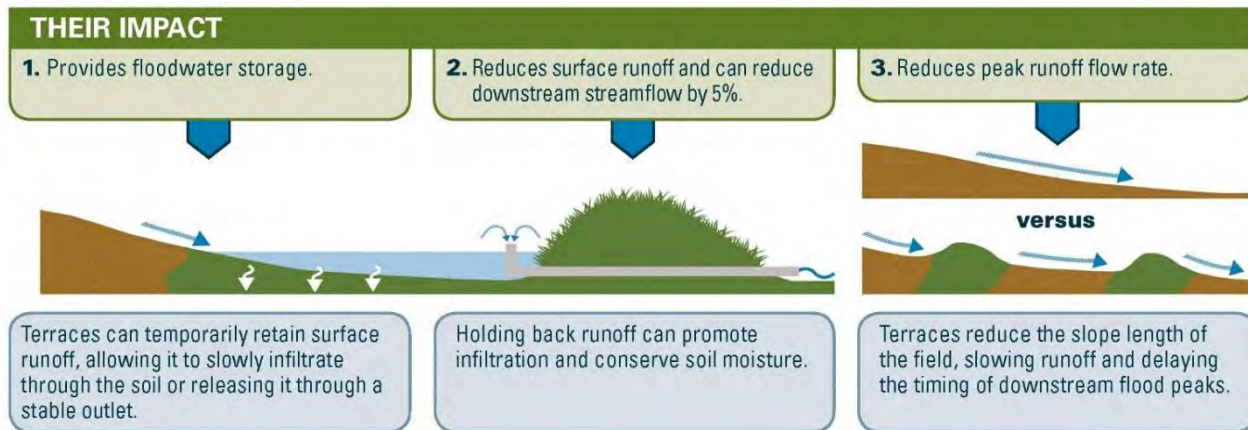 THEIR IMPACT
1. Provides floodwater storage.
2. Reduces surface runoff and can reduce
downstream streamflow by 5%.
3. Reduces peak runoff flow rate.
versus
Terraces can temporarily retain surface
runoff, allowing it to slowly infiltrate
through the soil or releasing it through a
stable outlet.
Holding back runoff can promote
infiltration and conserve soil moisture.
Terraces reduce the slope length of
the field, slowing runoff and delaying
the timing of downstream flood peaks.